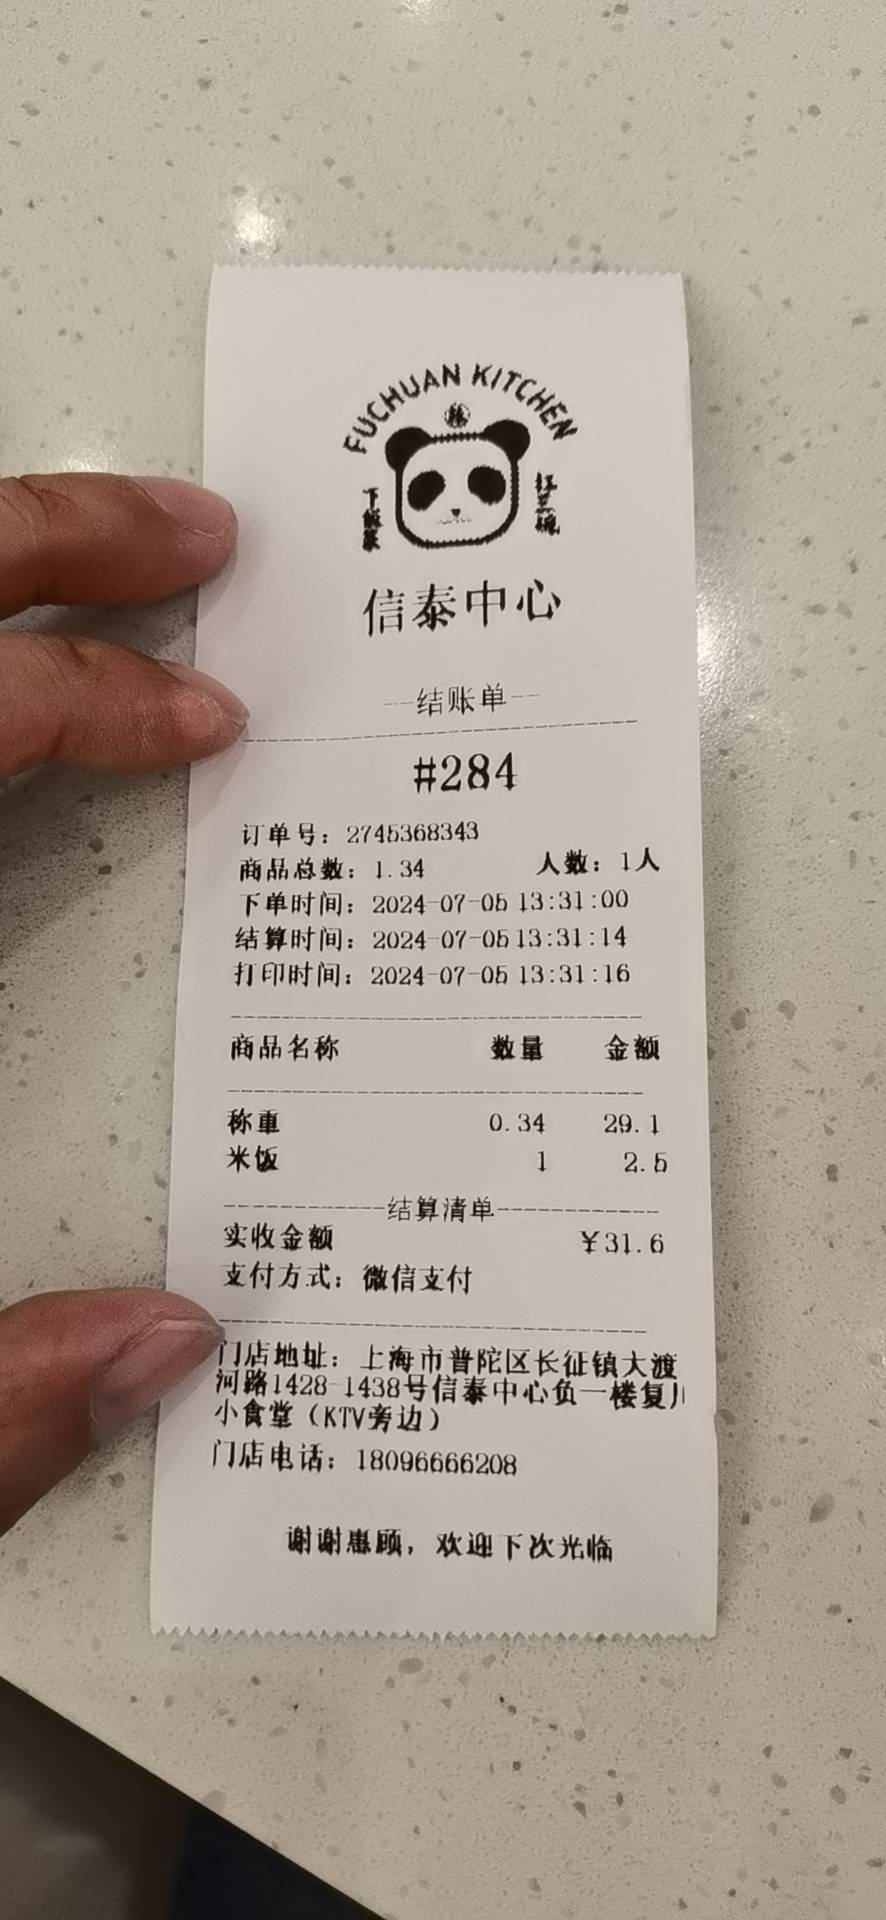 FUCHUAN KITCHEN
信泰中心
--结账单--
#284
订单号：2745368343
商品总数：1.34 人数：1人
下单时间：2024-07-05 13:31:00
结算时间：2024-07-05 13:31:14
打印时间：2024-07-05 13:31:16
商品名称 数量 金额
称重 0.34 29.1
米饭 1 2.5
------------结算清单------------
实收金额 ¥31.6
支付方式：微信支付
门店地址：上海市普陀区长征镇大渡
河路1428-1438号信泰中心负一楼复川
小食堂（KTV旁边）
门店电话：18096666208
谢谢惠顾，欢迎下次光临